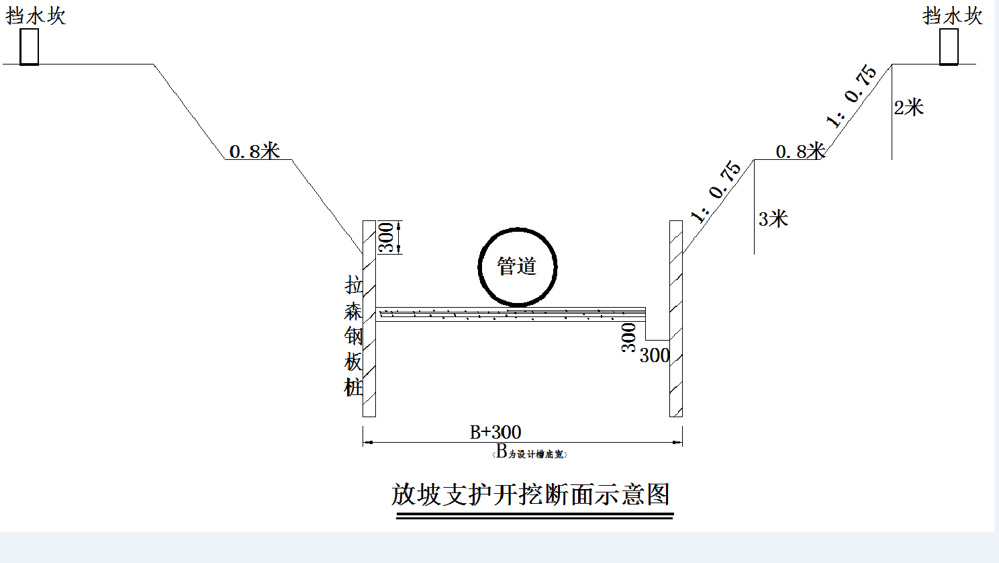 挡水坎
挡水坎
1：0.75
2米
0.8米
0.8米
1：0.75
3米
300
管道
拉森钢板桩
300
300
B+300
（B为设计槽底宽）
放坡支护开挖断面示意图